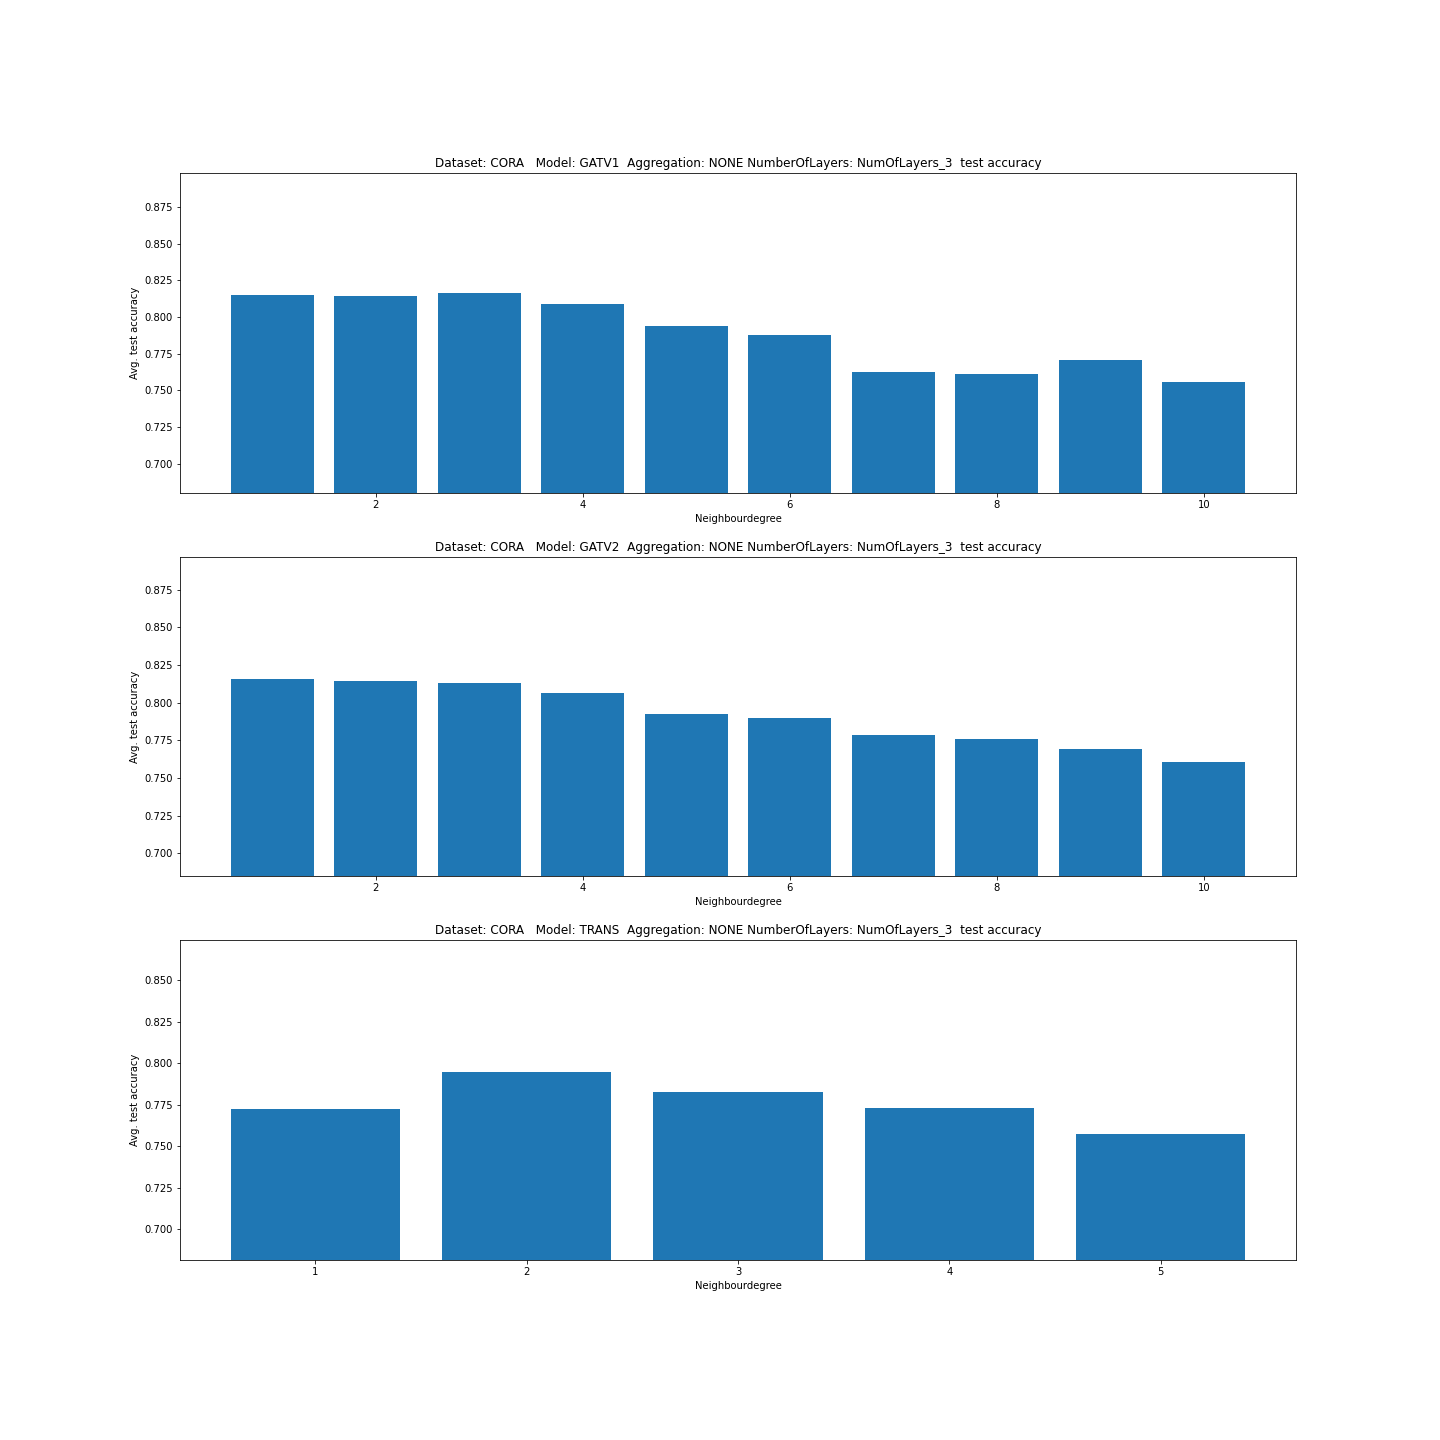 Dataset: CORA   Model: GATV1  Aggregation: NONE NumberOfLayers: NumOfLayers_3  test accuracy
0.875
0.850
0.825
0.800
0.775
0.750
0.725
0.700
Avg. test accuracy
2 4 6 8 10
Neighbourdegree
Dataset: CORA   Model: GATV2  Aggregation: NONE NumberOfLayers: NumOfLayers_3  test accuracy
0.875
0.850
0.825
0.800
0.775
0.750
0.725
0.700
Avg. test accuracy
2 4 6 8 10
Neighbourdegree
Dataset: CORA   Model: TRANS  Aggregation: NONE NumberOfLayers: NumOfLayers_3  test accuracy
0.850
0.825
0.800
0.775
0.750
0.725
0.700
Avg. test accuracy
1 2 3 4 5
Neighbourdegree